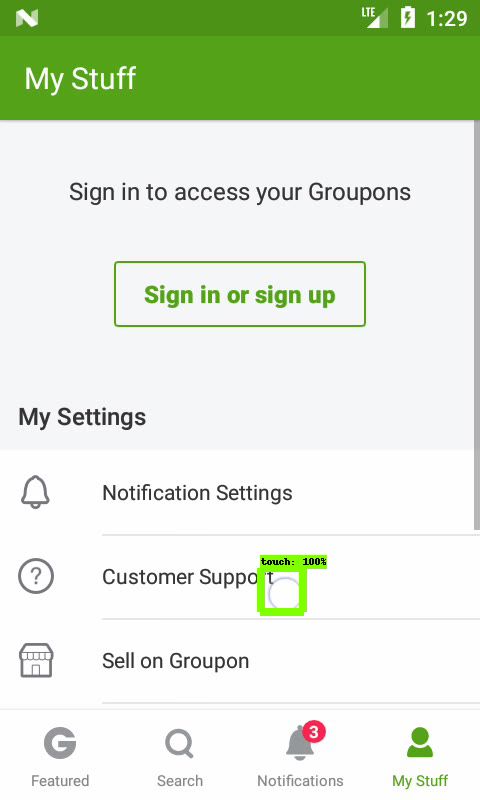 LTE 1:29
My Stuff
Sign in to access your Groupons
Sign in or sign up
My Settings
Notification Settings
touch: 100%
Customer Support
Sell on Groupon
3
Featured Search Notifications My Stuff